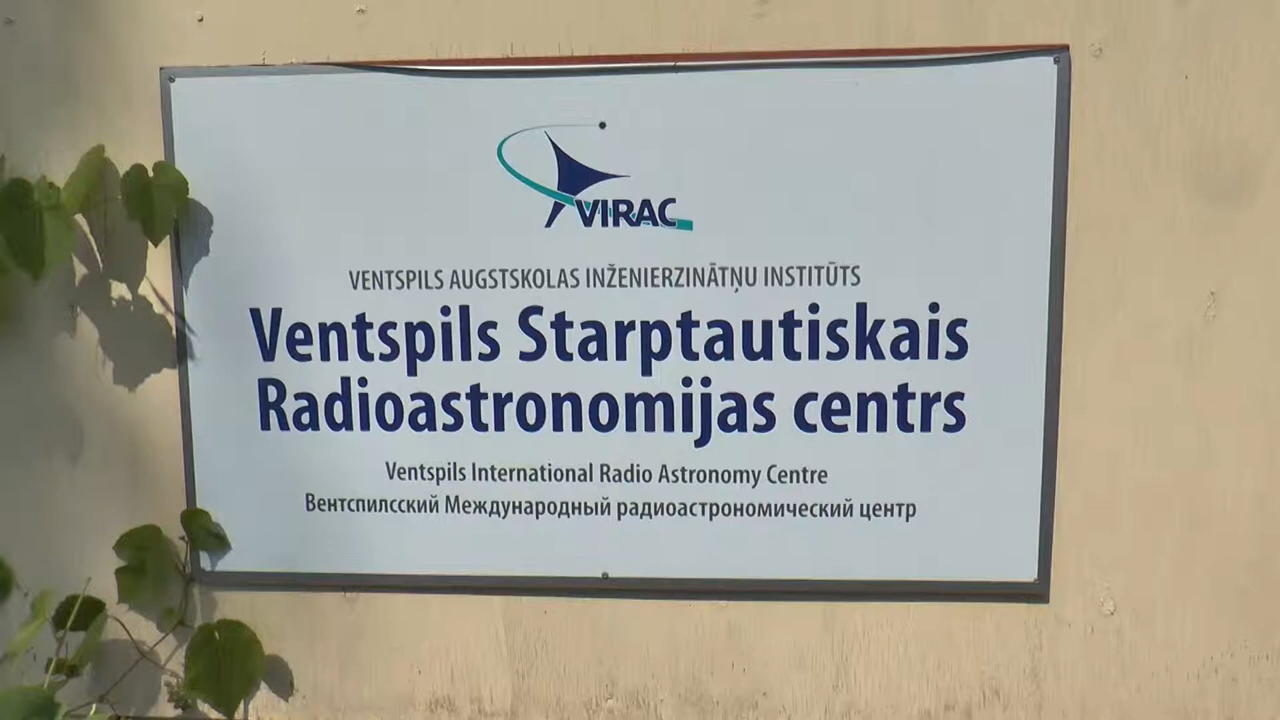 VIRAC
VENTSPILS AUGSTSKOLAS INŽENIERZINĀTŅU INSTITŪTS
Ventspils Starptautiskais
Radioastronomijas centrs
Ventspils International Radio Astronomy Centre
Вентспилсский Международный радиоастрономический центр